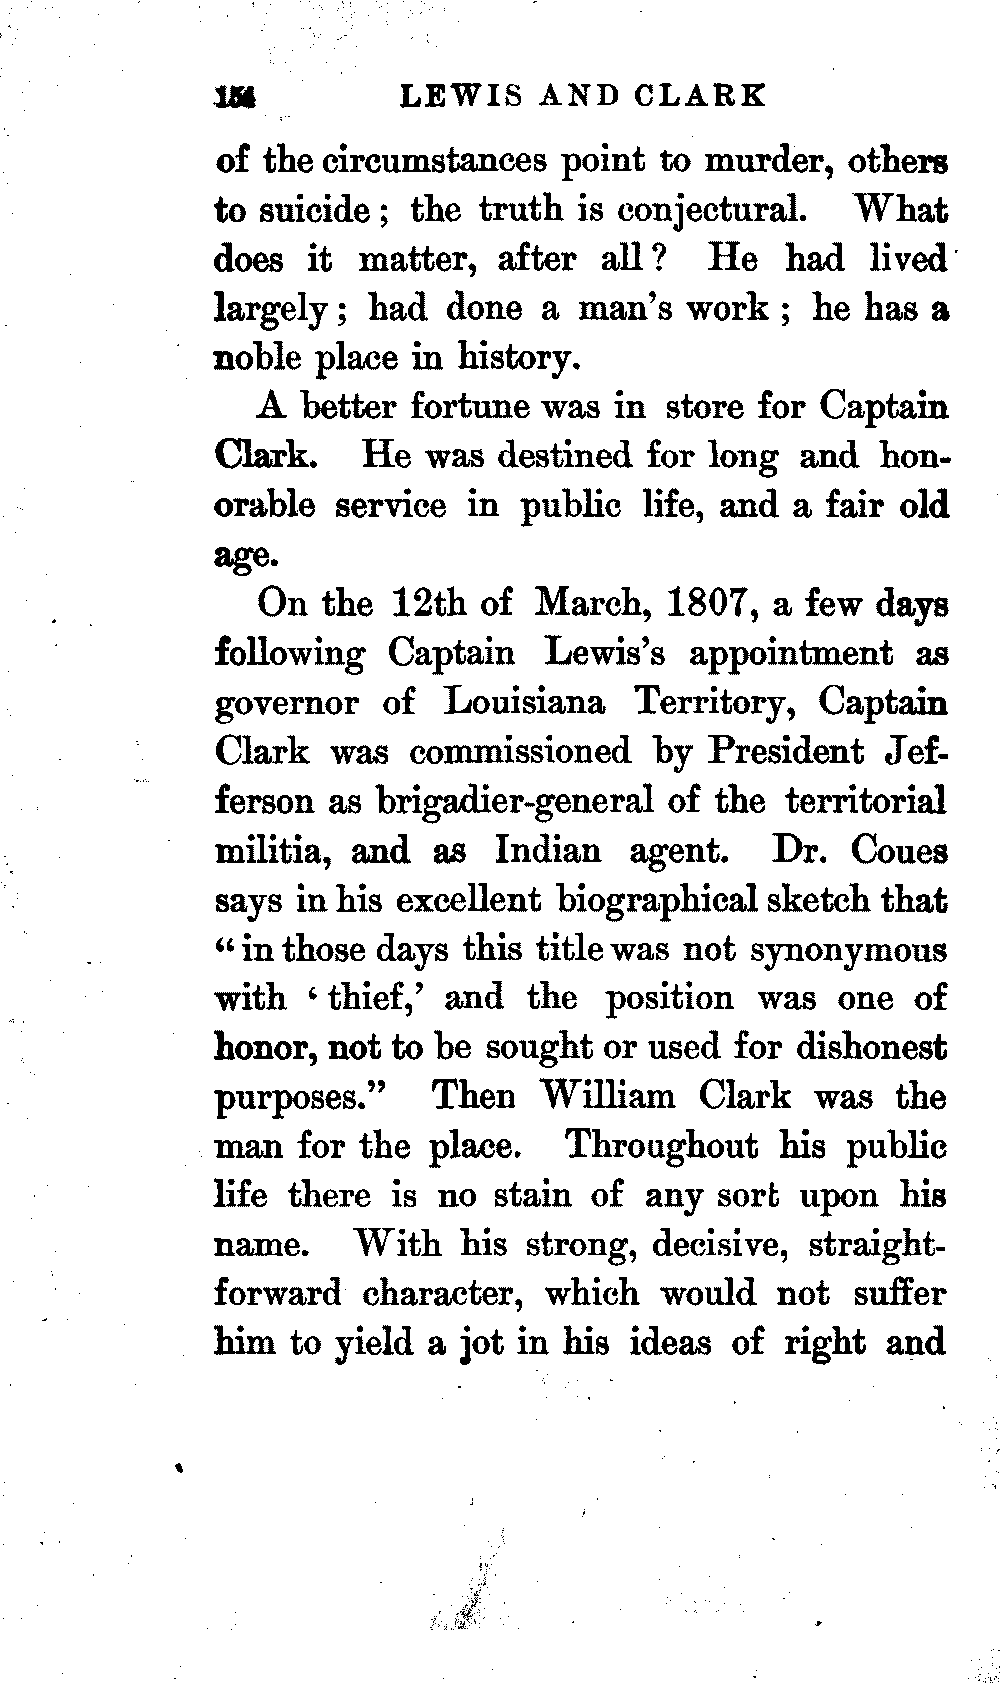 154 LEWIS AND CLARK
of the circumstances point to murder, others
to suicide ; the truth is conjectural. What
does it matter, after all ? He had lived
largely ; had done a man's work ; he has a
noble place in history.
A better fortune was in store for Captain
Clark. He was destined for long and hon-
orable service in public life, and a fair old
age.
On the 12th of March, 1807, a few days
following Captain Lewis's appointment as
governor of Louisiana Territory, Captain
Clark was commissioned by President Jef-
ferson as brigadier-general of the territorial
militia, and as Indian agent. Dr. Coues
says in his excellent biographical sketch that
“ in those days this title was not synonymous
with ‘ thief,’ and the position was one of
honor, not to be sought or used for dishonest
purposes.” Then William Clark was the
man for the place. Throughout his public
life there is no stain of any sort upon his
name. With his strong, decisive, straight-
forward character, which would not suffer
him to yield a jot in his ideas of right and